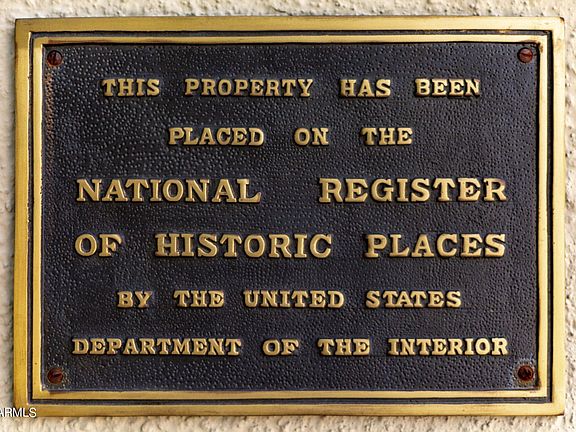 THIS PROPERTY HAS BEEN
PLACED ON THE
NATIONAL REGISTER
OF HISTORIC PLACES
BY THE UNITED STATES
DEPARTMENT OF THE INTERIOR
ARMLS